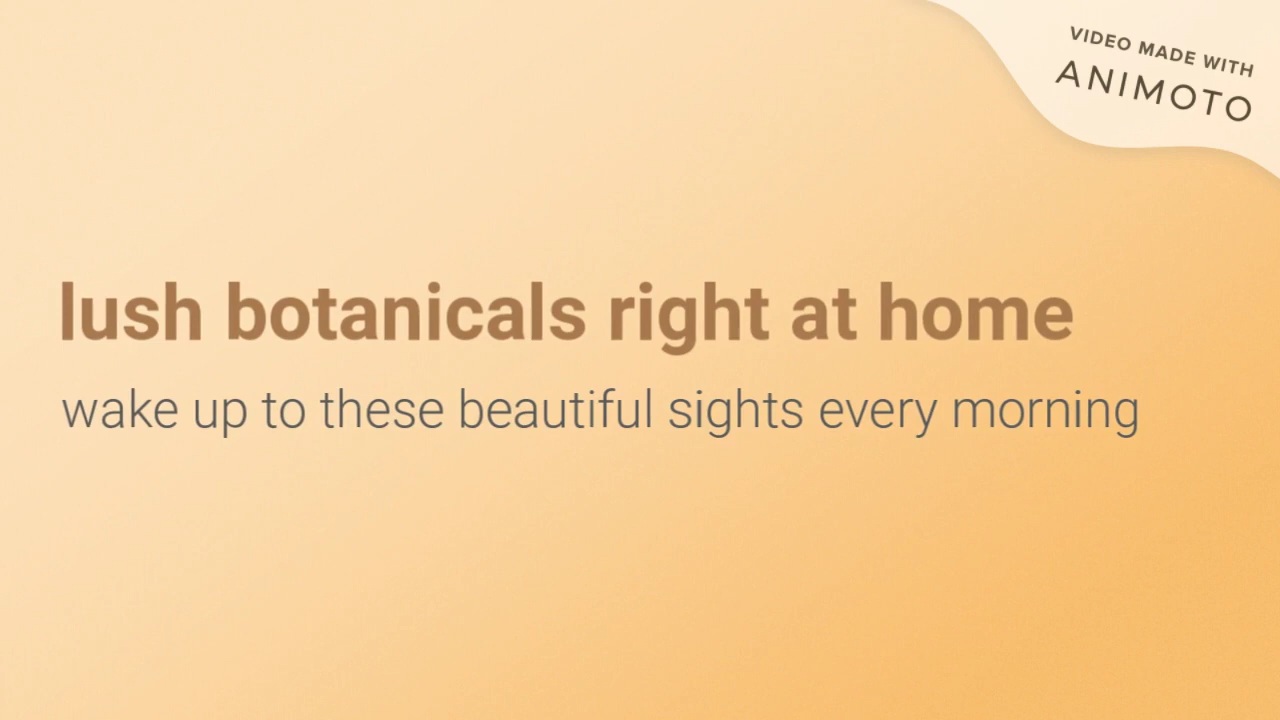 VIDEO MADE WITH
ANIMOTO
lush botanicals right at home
wake up to these beautiful sights every morning